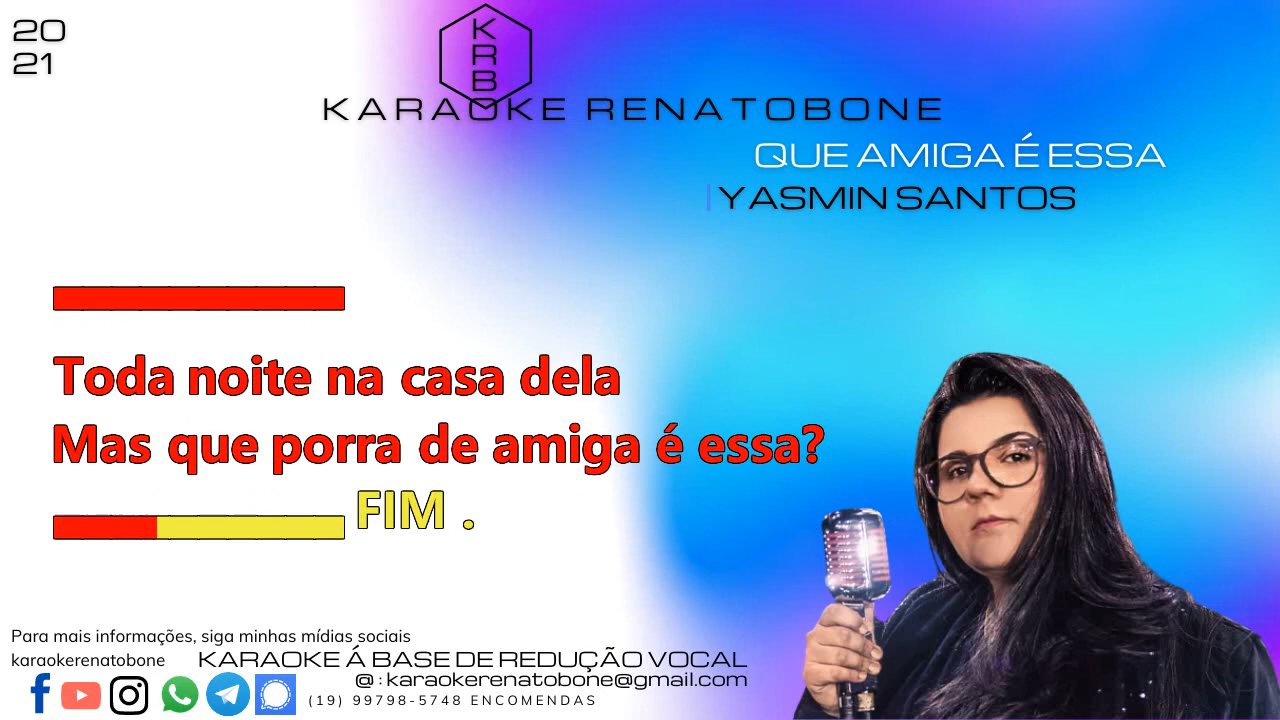 20
21
K
R
B
KARAOKE RENATOBONE
QUE AMIGA É ESSA
YASMIN SANTOS
Toda noite na casa dela
Mas que porra de amiga é essa?
FIM .
Para mais informações, siga minhas mídias sociais
karaokerenatobone
KARAOKE Á BASE DE REDUÇÃO VOCAL
@ : karaokerenatobone@gmail.com
(19) 99798-5748 ENCOMENDAS